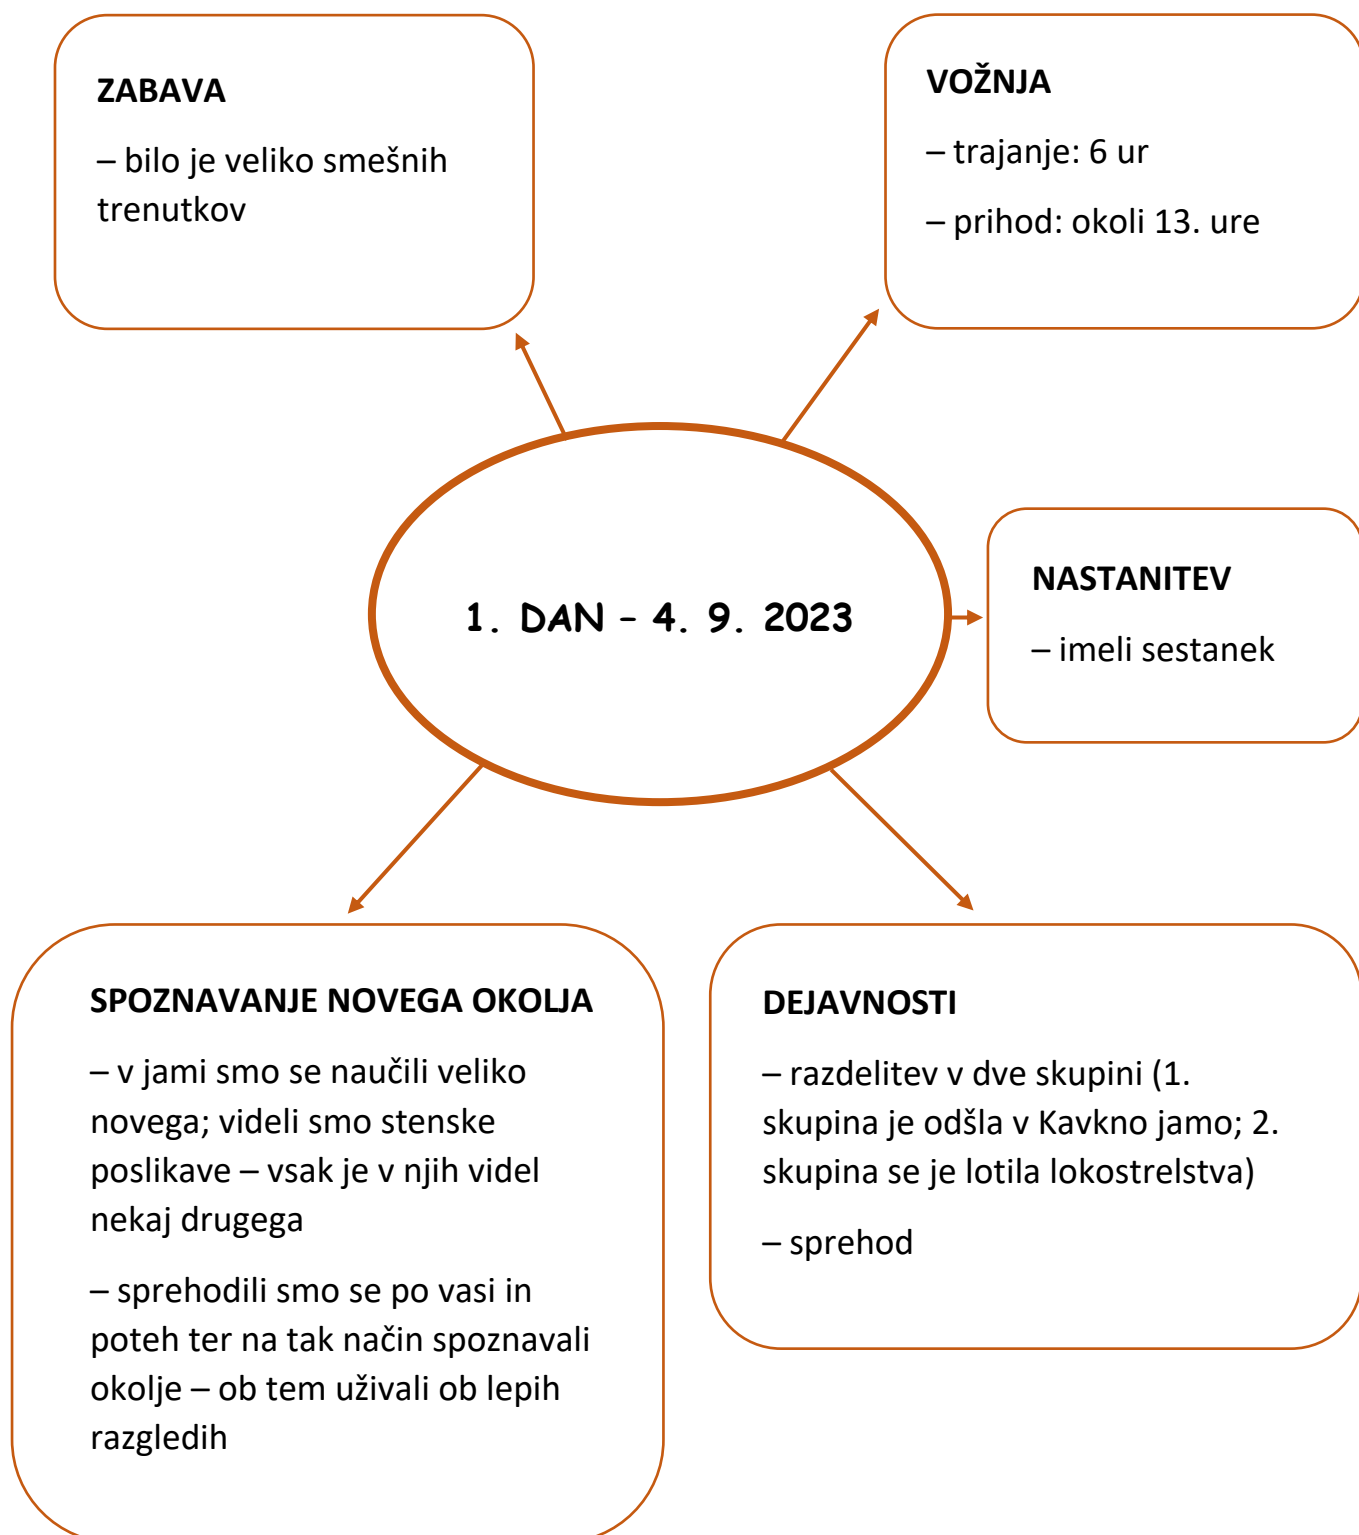 ZABAVA
– bilo je veliko smešnih
trenutkov
VOŽNJA
– trajanje: 6 ur
– prihod: okoli 13. ure
1. DAN – 4. 9. 2023
NASTANITEV
– imeli sestanek
SPOZNAVANJE NOVEGA OKOLJA
– v jami smo se naučili veliko
novega; videli smo stenske
poslikave – vsak je v njih videl
nekaj drugega
– sprehodili smo se po vasi in
poteh ter na tak način spoznavali
okolje – ob tem uživali ob lepih
razgledih
DEJAVNOSTI
– razdelitev v dve skupini (1.
skupina je odšla v Kavkno jamo; 2.
skupina se je lotila lokostrelstva)
– sprehod